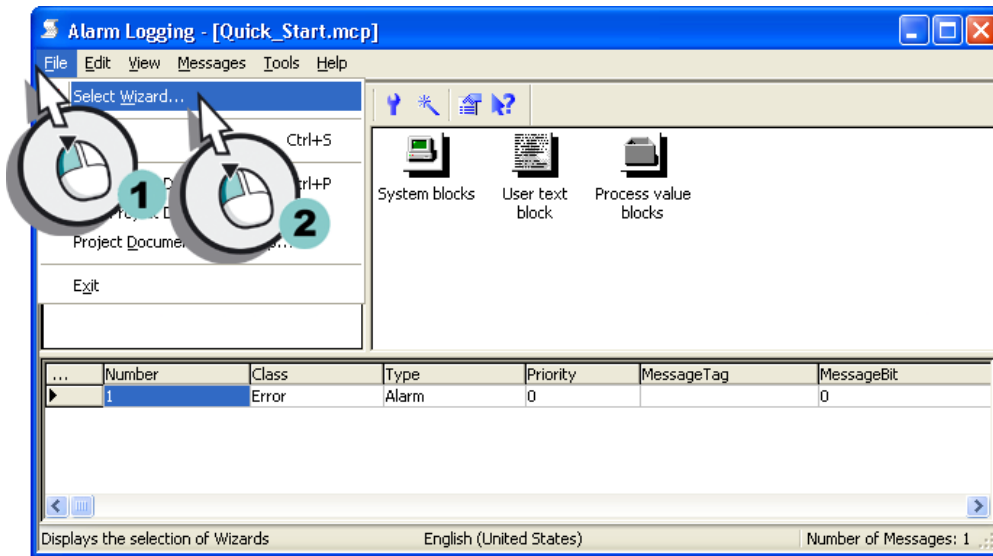 Alarm Logging - [Quick_Start.mcp]
File Edit View Messages Tools Help
Select Wizard...
Ctrl+S
Ctrl+P
Project
Project
Exit
1
2
System blocks
User text
block
Process value
blocks
... Number Class Type Priority MessageTag MessageBit
1 Error Alarm 0 0
Displays the selection of Wizards English (United States) Number of Messages: 1